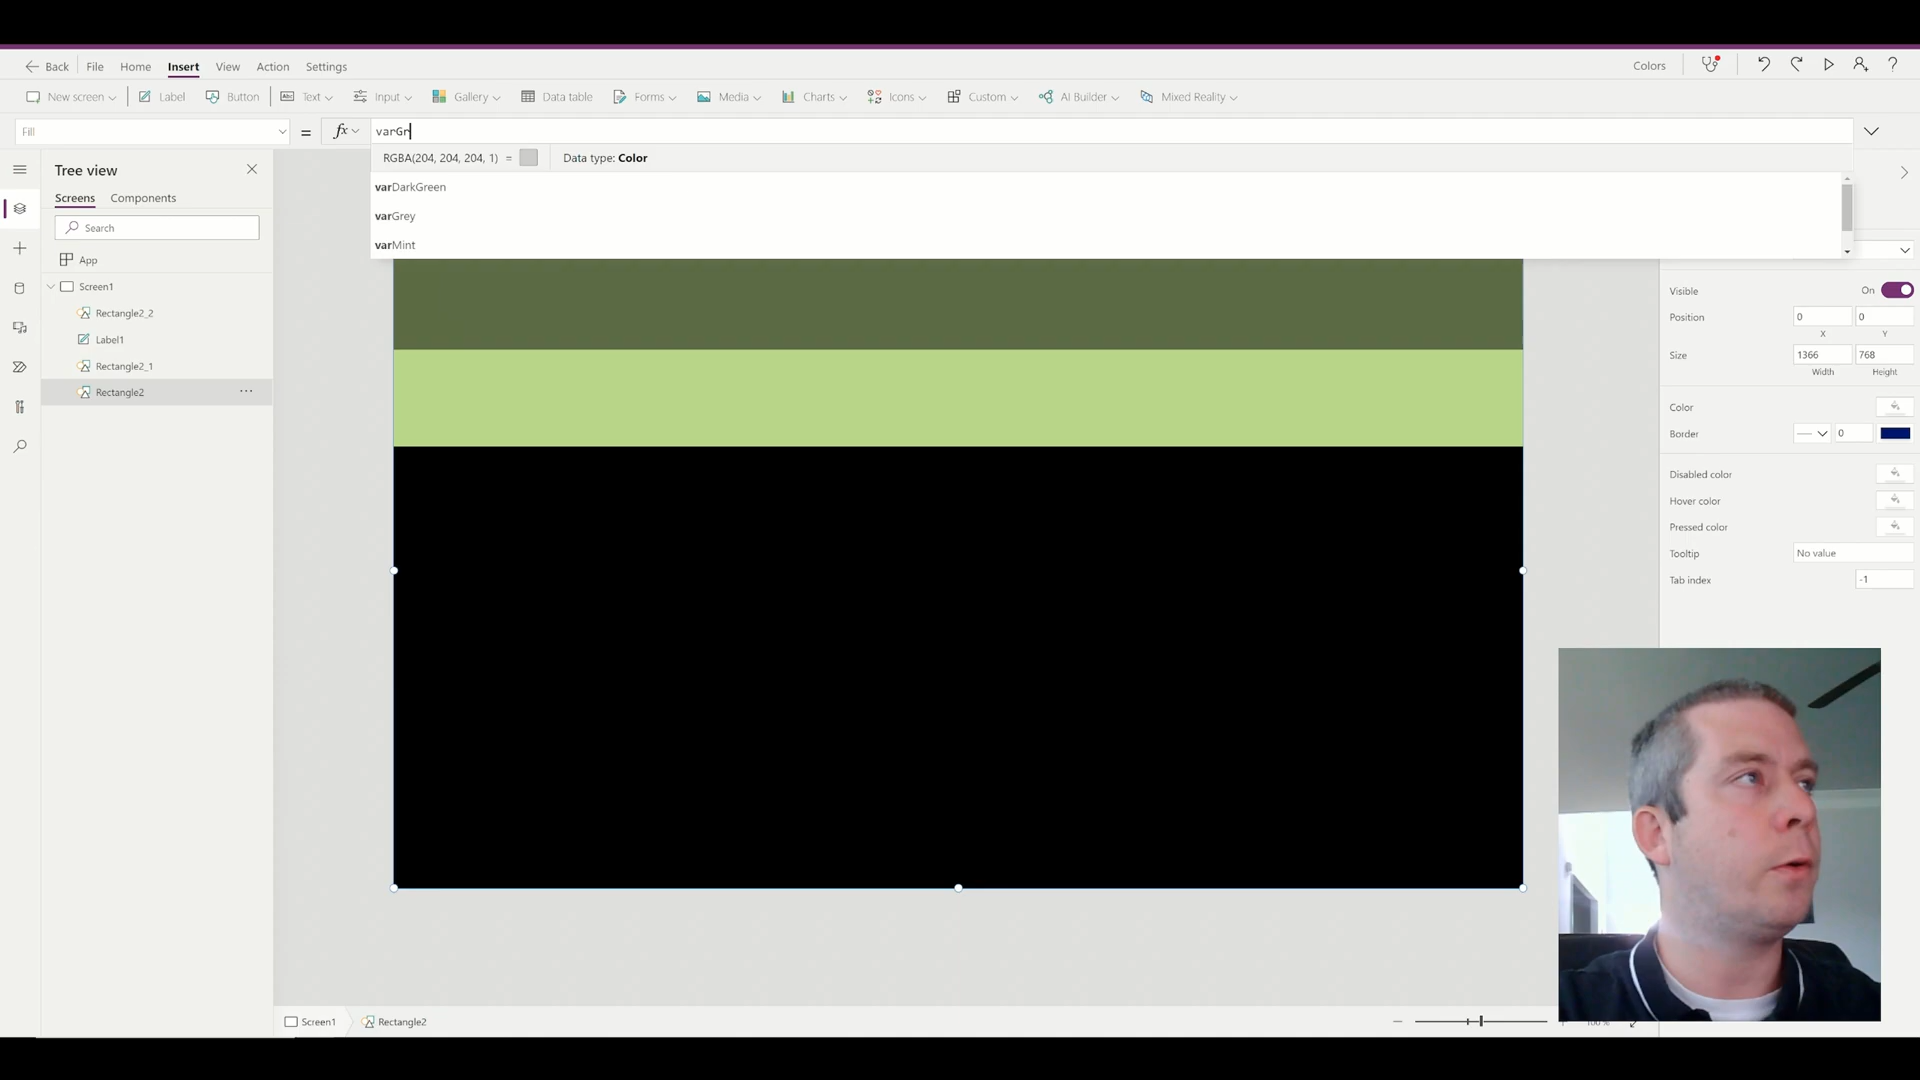 Back File Home Insert View Action Settings Colors
New screen Label Button Text Input Gallery Data table Forms Media Charts Icons Custom AI Builder Mixed Reality
Fill = fx varGr
RGBA(204, 204, 204, 1) = Data type: Color
varDarkGreen
varGrey
varMint
Tree view
Screens Components
Search
App
Screen1
Rectangle2_2
Label1
Rectangle2_1
Rectangle2
Visible On
Position 0 0
X Y
Size 1366 768
Width Height
Color
Border 0
Disabled color
Hover color
Pressed color
Tooltip No value
Tab index -1
Screen1 Rectangle2